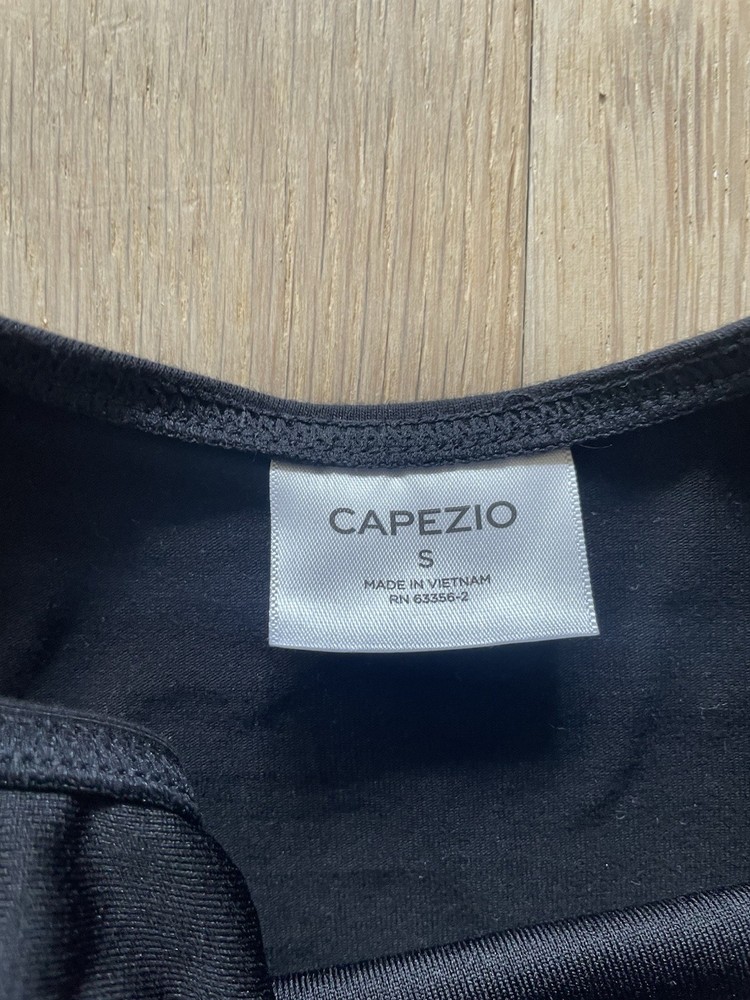 CAPEZIO
S
MADE IN VIETNAM
RN 63356-2